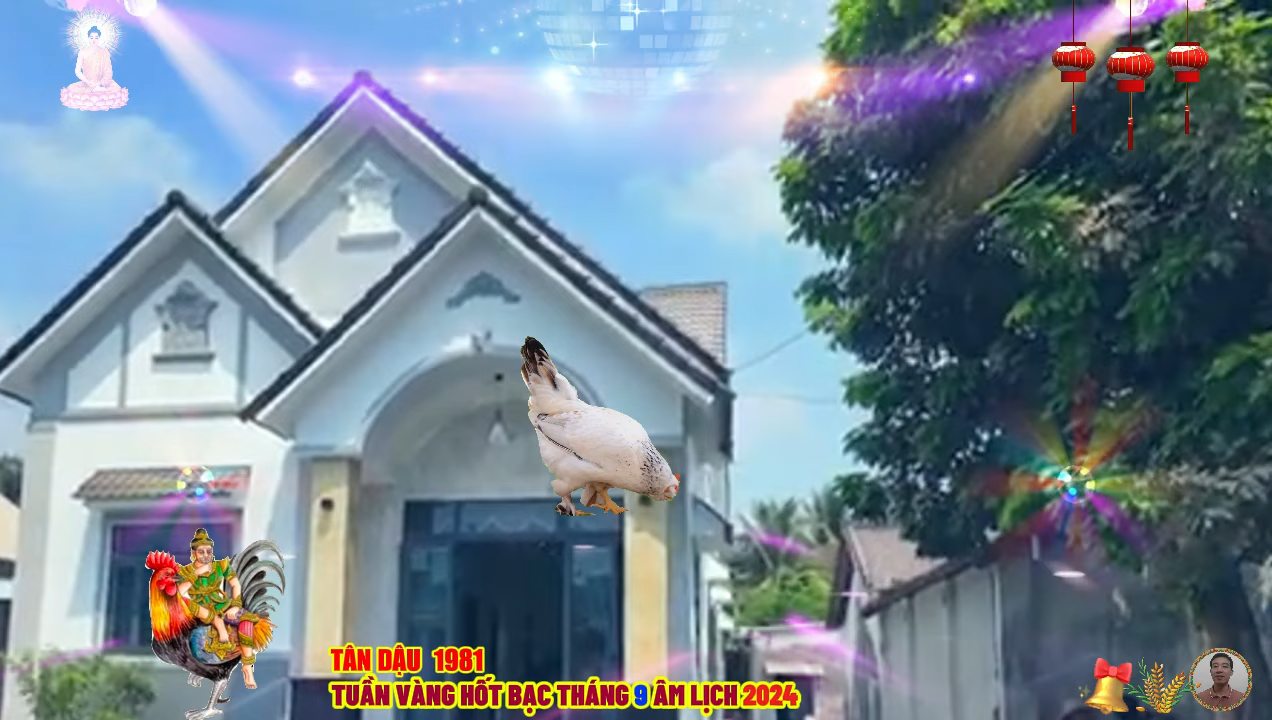 TÂN DẬU 1981
TUẦN VÀNG HỐT BẠC THÁNG 9 ÂM LỊCH 2024